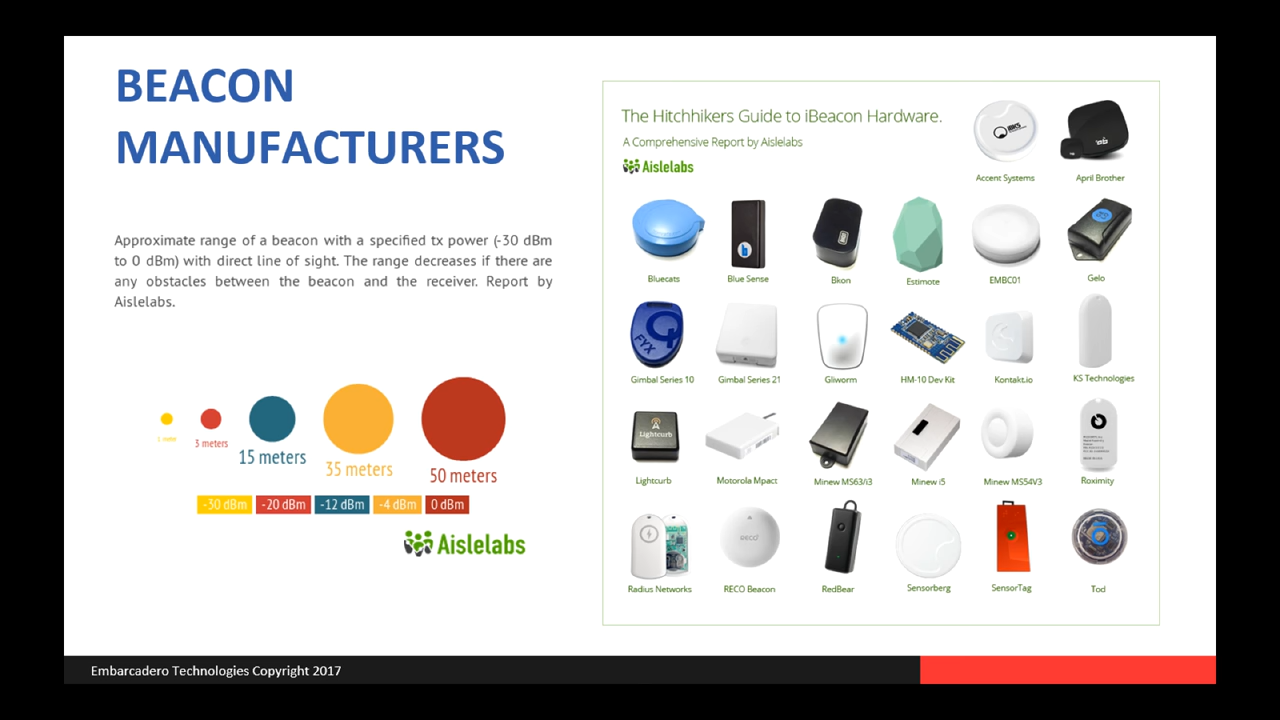 BEACON
MANUFACTURERS
Approximate range of a beacon with a specified tx power (-30 dBm
to 0 dBm) with direct line of sight. The range decreases if there are
any obstacles between the beacon and the receiver. Report by
Aislelabs.
3 meters
15 meters
35 meters
50 meters
-30 dBm -20 dBm -12 dBm -4 dBm 0 dBm
Aislelabs
The Hitchhikers Guide to iBeacon Hardware.
A Comprehensive Report by Aislelabs
Aislelabs
Accent Systems April Brother
Bluecats Blue Sense Bkon Estimote EMBC01 Gelo
FYX
Gimbal Series 10 Gimbal Series 21 Gliworm HM-10 Dev Kit Kontakt.io KS Technologies
Lightcurb
Lightcurb Motorola Mpact Minew MS63/i3 Minew i5 Minew MS54V3 Roximity
RECO
Radius Networks RECO Beacon RedBear Sensorberg SensorTag Tod
Embarcadero Technologies Copyright 2017